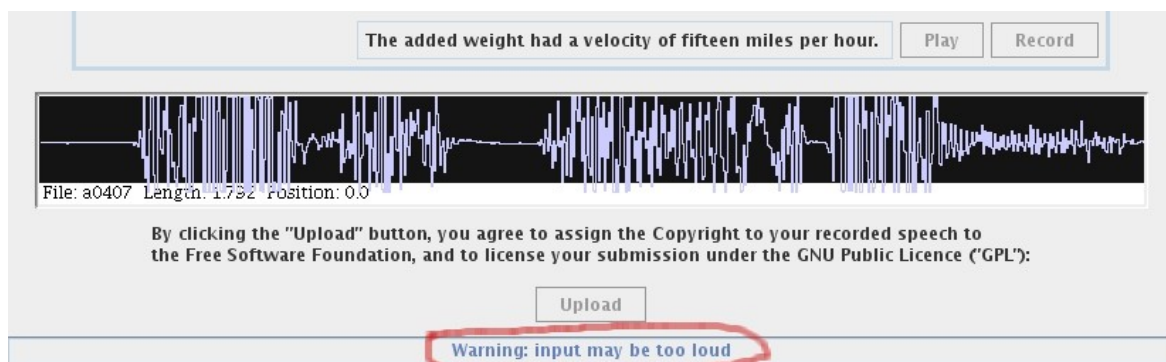 The added weight had a velocity of fifteen miles per hour. Play Record
File: a0407 Length: 1.792 Position: 0.0
By clicking the "Upload" button, you agree to assign the Copyright to your recorded speech to
the Free Software Foundation, and to license your submission under the GNU Public Licence ("GPL"):
Upload
Warning: input may be too loud